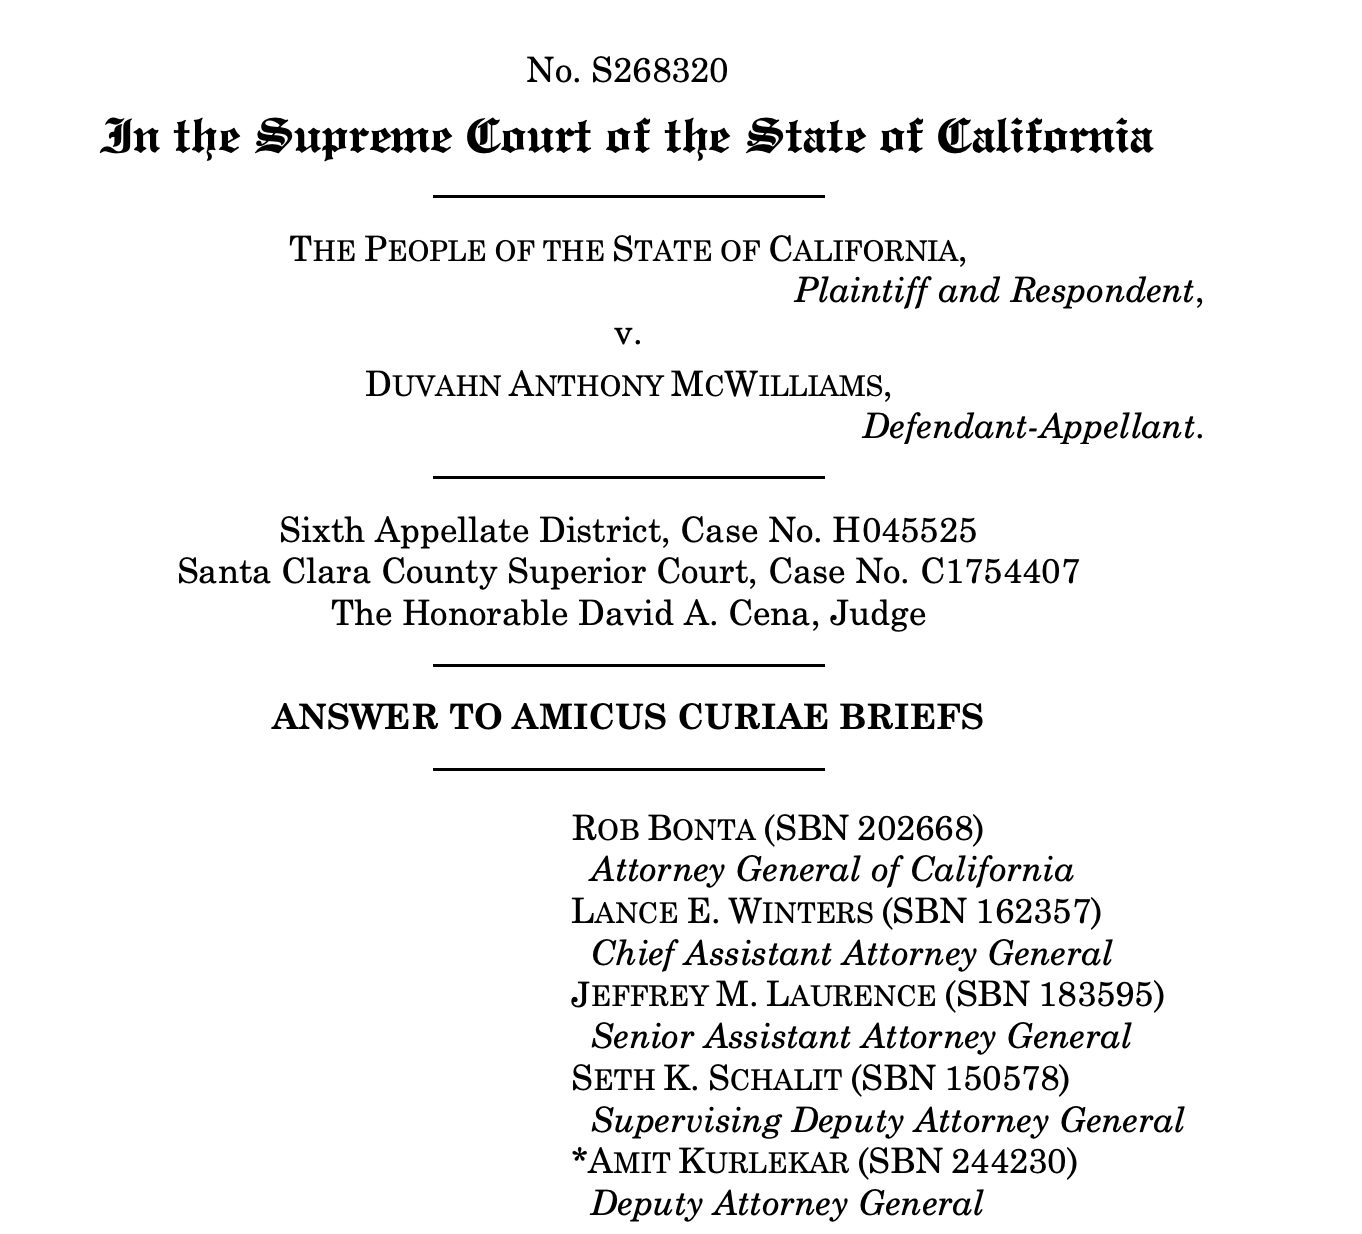 No. S268320
In the Supreme Court of the State of California
THE PEOPLE OF THE STATE OF CALIFORNIA,
Plaintiff and Respondent,
v.
DUVAHN ANTHONY MCWILLIAMS,
Defendant-Appellant.
Sixth Appellate District, Case No. H045525
Santa Clara County Superior Court, Case No. C1754407
The Honorable David A. Cena, Judge
ANSWER TO AMICUS CURIAE BRIEFS
ROB BONTA (SBN 202668)
Attorney General of California
LANCE E. WINTERS (SBN 162357)
Chief Assistant Attorney General
JEFFREY M. LAURENCE (SBN 183595)
Senior Assistant Attorney General
SETH K. SCHALIT (SBN 150578)
Supervising Deputy Attorney General
*AMIT KURLEKAR (SBN 244230)
Deputy Attorney General